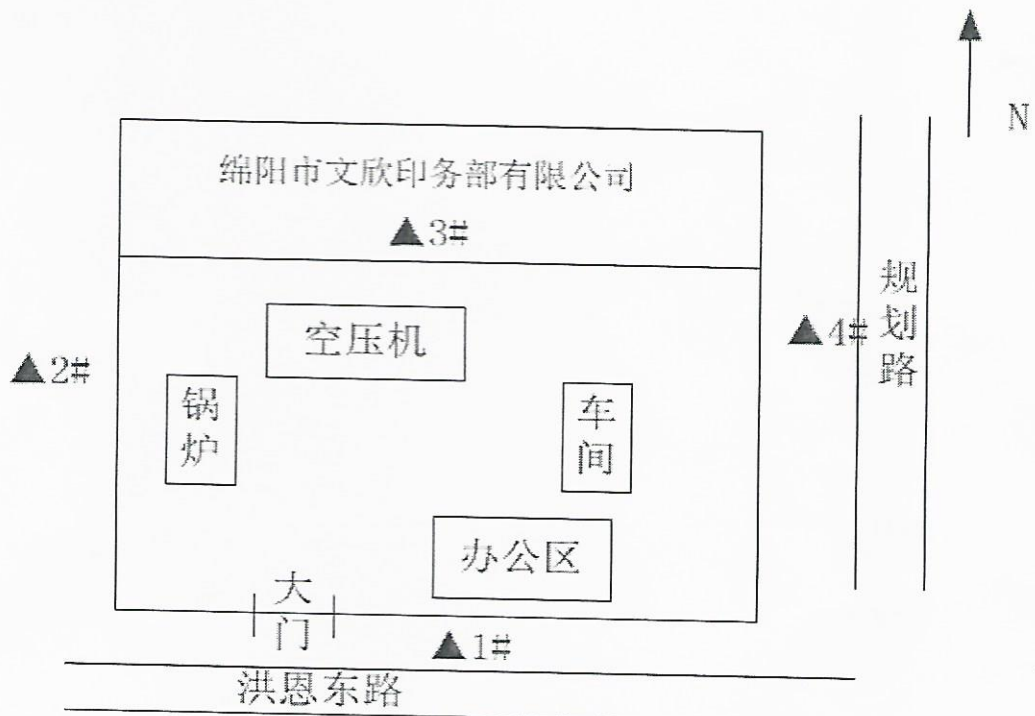 N
绵阳市文欣印务部有限公司
▲3#
空压机
▲4#
规划路
▲2#
锅炉
车间
办公区
大门
▲1#
洪恩东路